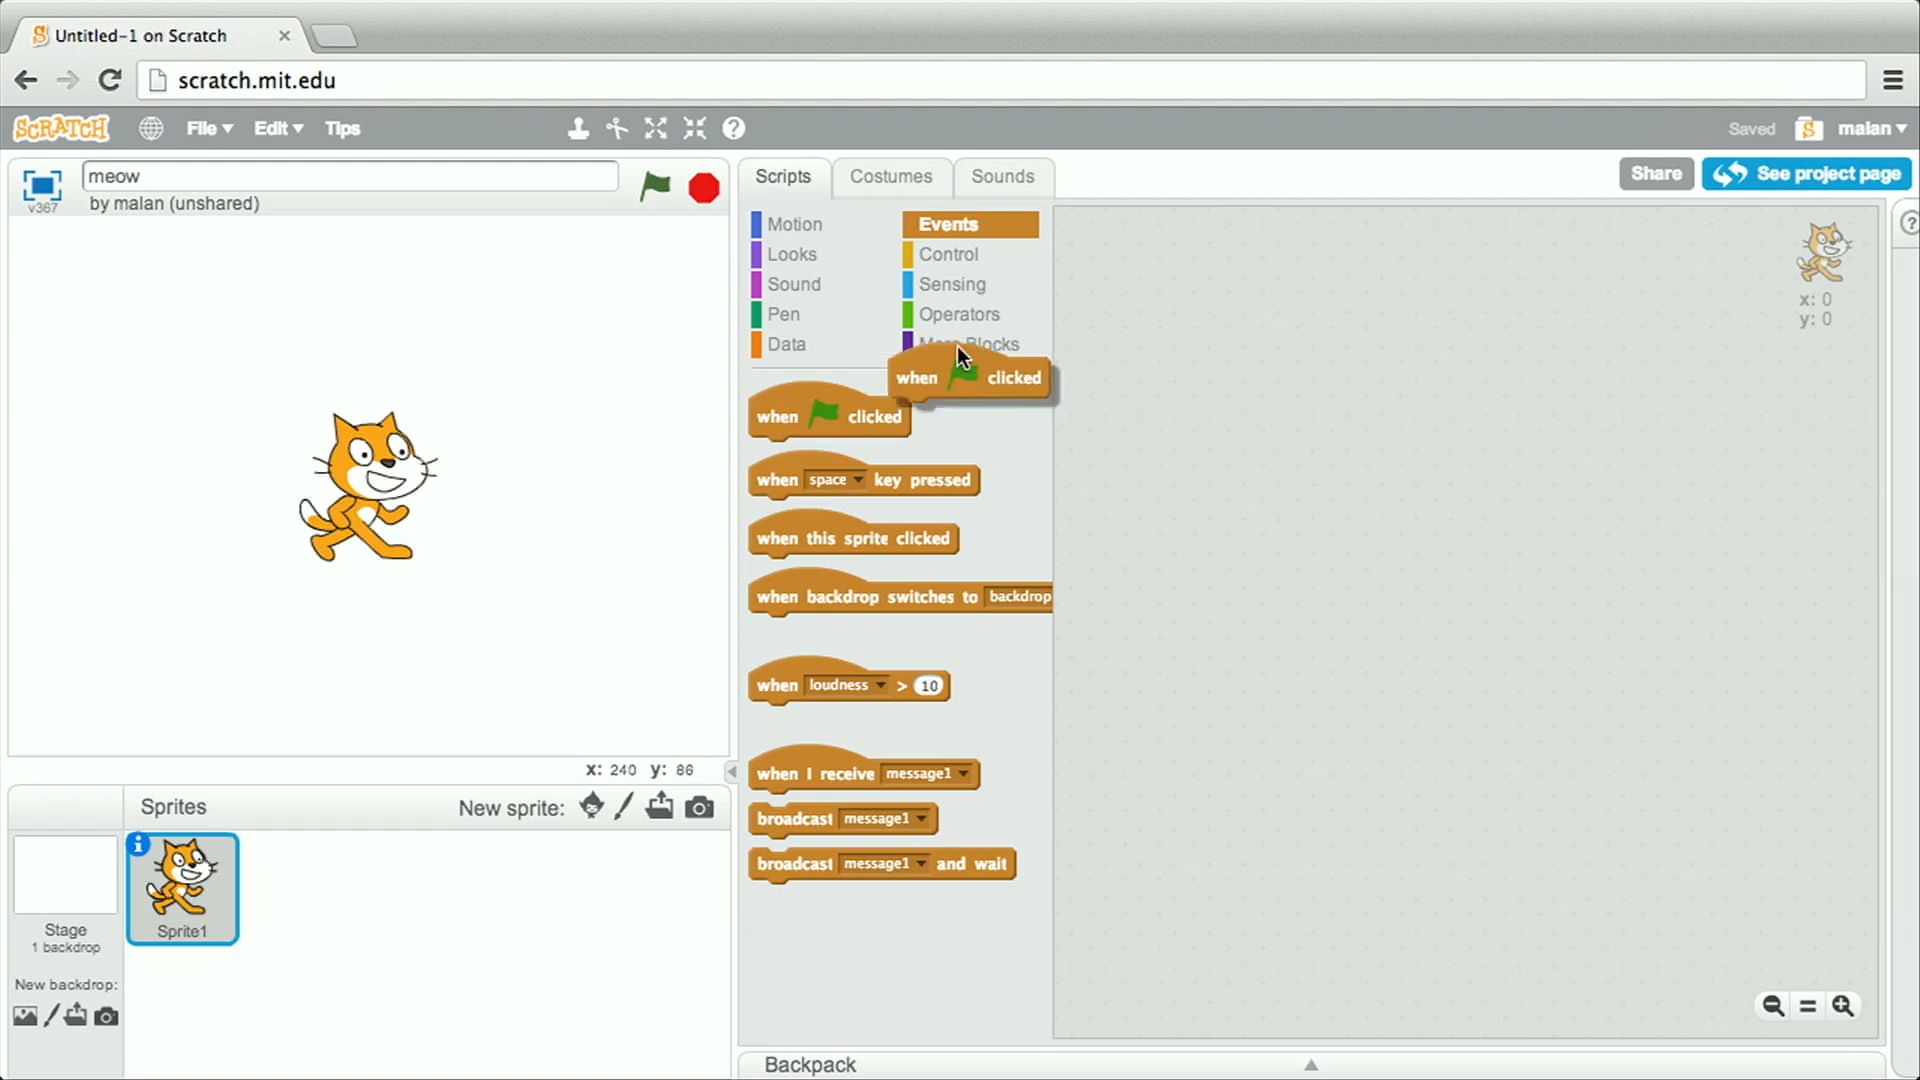 Untitled-1 on Scratch
scratch.mit.edu
SCRATCH
File
Edit
Tips
Saved
malan
v367
meow
by malan (unshared)
Scripts
Costumes
Sounds
Share
See project page
Motion
Events
Looks
Control
Sound
Sensing
Pen
Operators
Data
More Blocks
when clicked
when clicked
when space key pressed
when this sprite clicked
when backdrop switches to backdrop
when loudness > 10
when I receive message1
broadcast message1
broadcast message1 and wait
x: 0
y: 0
x: 240 y: 86
Sprites
New sprite:
Sprite1
Stage
1 backdrop
New backdrop:
Backpack